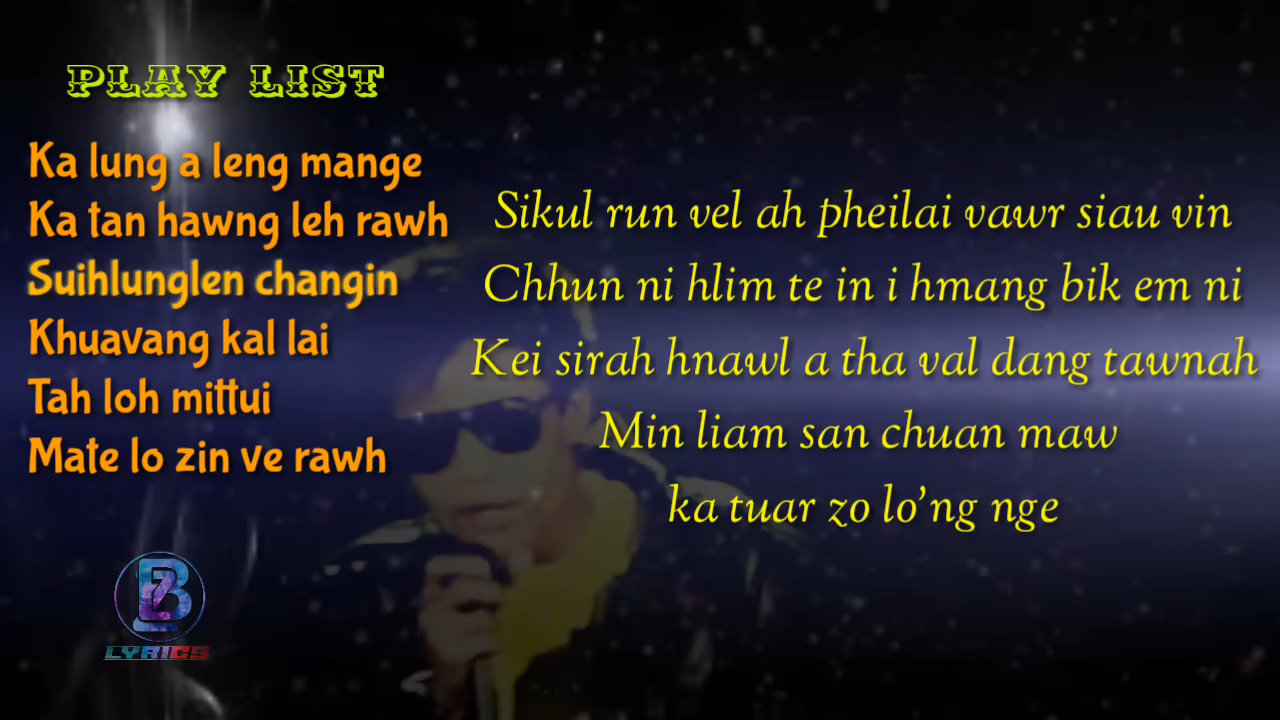 PLAY LIST
Ka lung a leng mange
Ka tan hawng leh rawh
Suihlunglen changin
Khuavang kal lai
Tah loh mittui
Mate lo zin ve rawh
Sikul run vel ah pheilai vawr siau vin
Chhun ni hlim te in i hmang bik em ni
Kei sirah hnawl a tha val dang tawnah
Min liam san chuan maw
ka tuar zo lo’ng nge
LYRICS